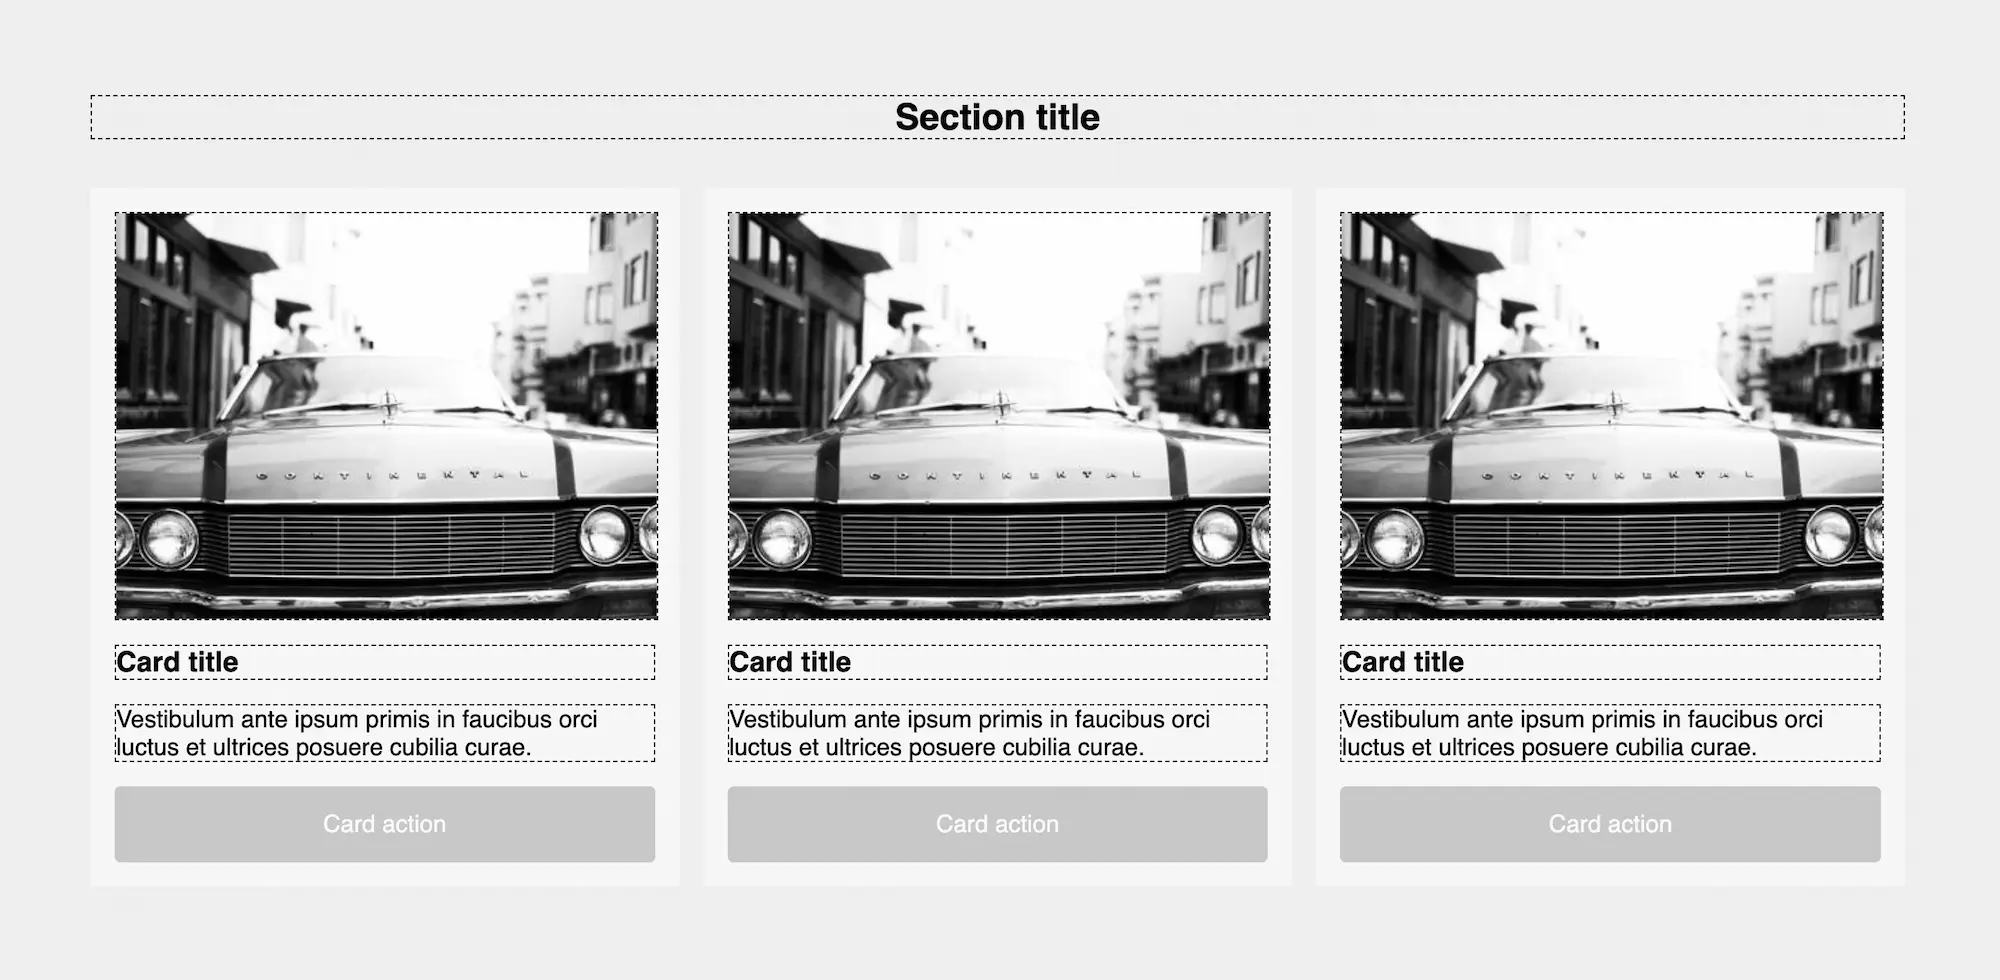 Section title
CONTINENTAL
CONTINENTAL
CONTINENTAL
Card title
Card title
Card title
Vestibulum ante ipsum primis in faucibus orci
luctus et ultrices posuere cubilia curae.
Vestibulum ante ipsum primis in faucibus orci
luctus et ultrices posuere cubilia curae.
Vestibulum ante ipsum primis in faucibus orci
luctus et ultrices posuere cubilia curae.
Card action
Card action
Card action